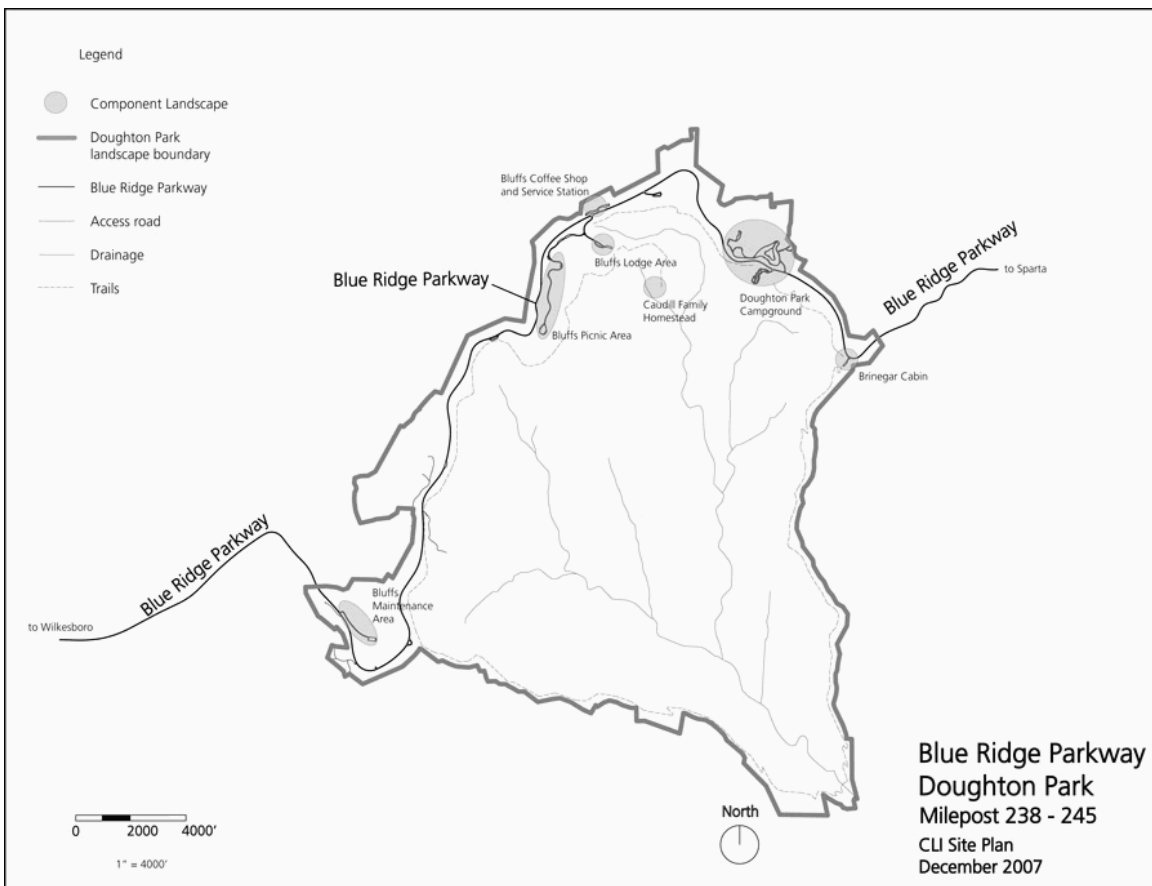 Legend
Component Landscape
Doughton Park
landscape boundary
Blue Ridge Parkway
Access road
Drainage
Trails
Bluffs Coffee Shop
and Service Station
Bluffs Lodge Area
Blue Ridge Parkway
Caudill Family
Homestead
Doughton Park
Campground
Blue Ridge Parkway
to Sparta
Bluffs Picnic Area
Brinegar Cabin
Blue Ridge Parkway
Bluffs
Maintenance
Area
to Wilkesboro
Blue Ridge Parkway
Doughton Park
Milepost 238 - 245
CLI Site Plan
December 2007
North
0 2000 4000'
1" = 4000'